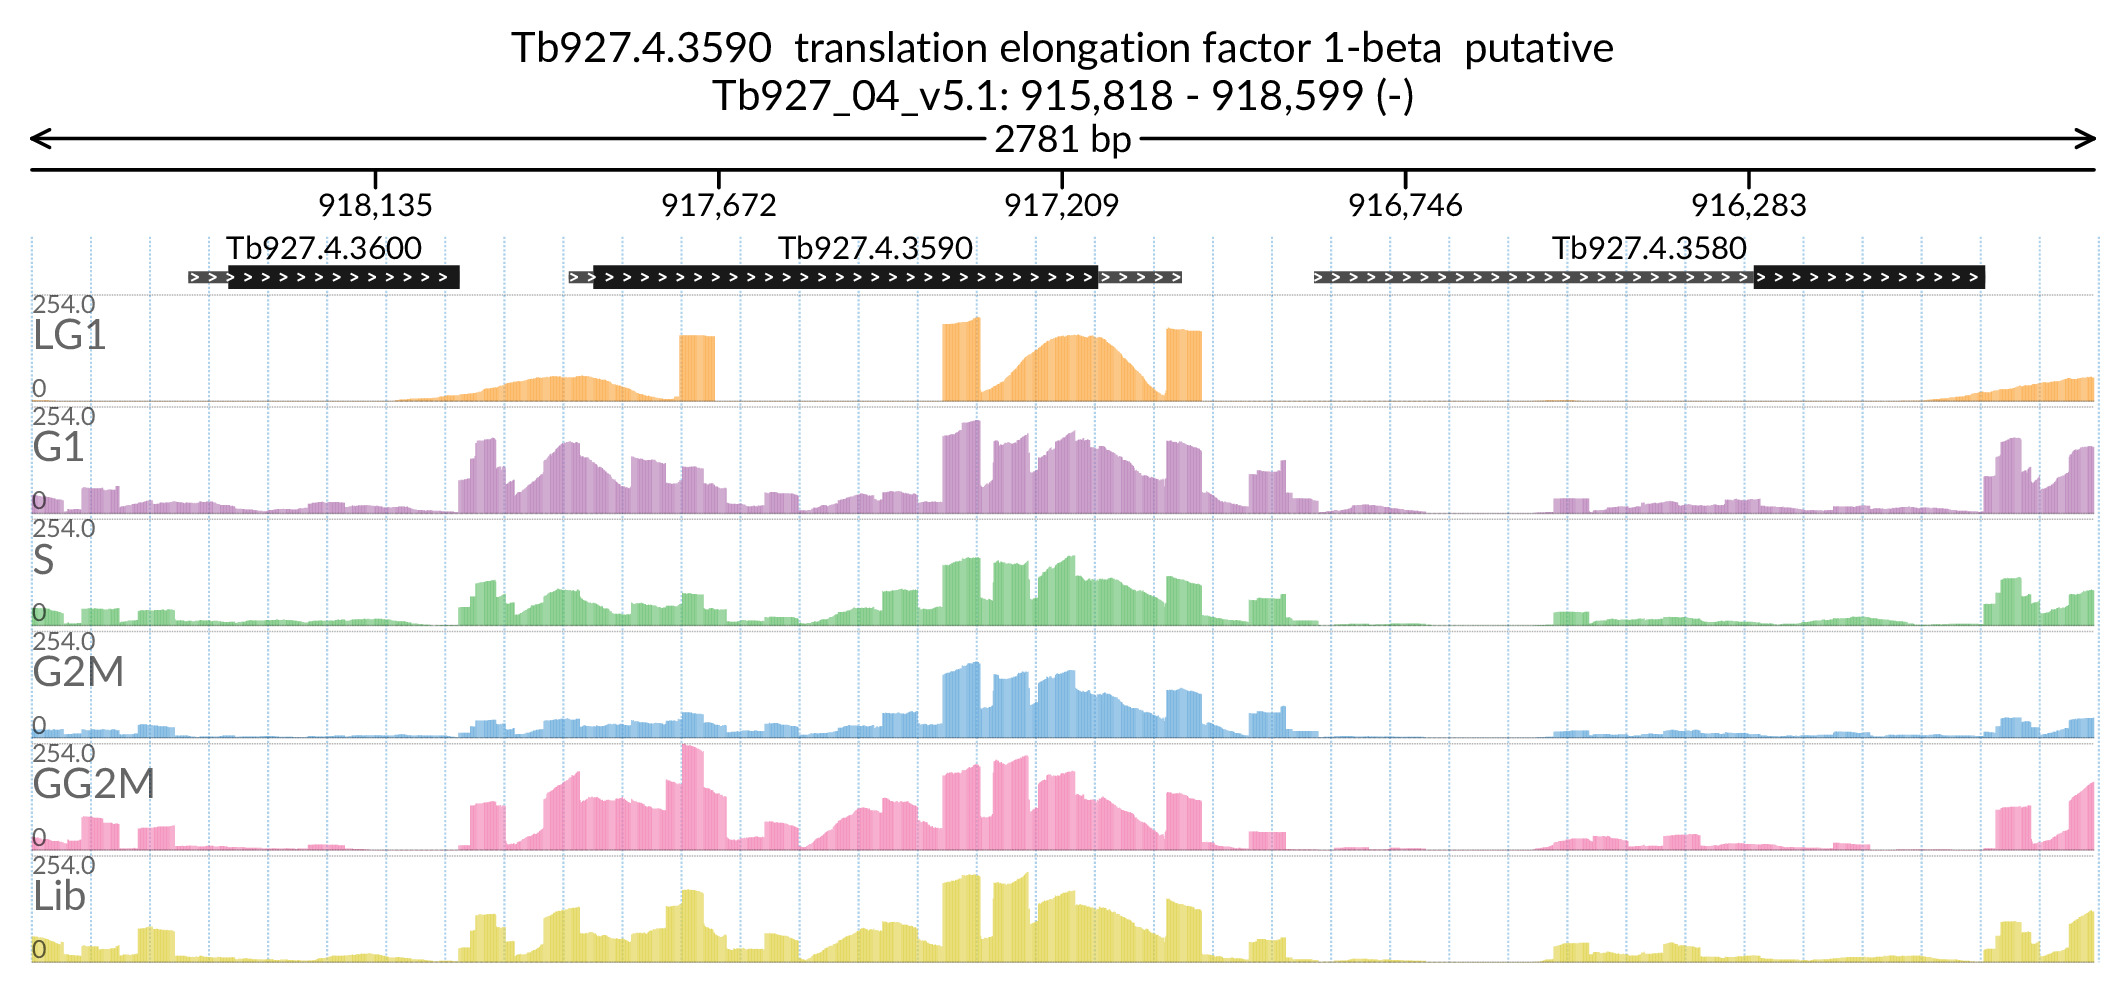 Tb927.4.3590  translation elongation factor 1-beta  putative
Tb927_04_v5.1: 915,818 - 918,599 (-)
2781 bp
918,135 917,672 917,209 916,746 916,283
Tb927.4.3600 Tb927.4.3590 Tb927.4.3580
254.0
LG1
0
254.0
G1
0
254.0
S
0
254.0
G2M
0
254.0
GG2M
0
254.0
Lib
0